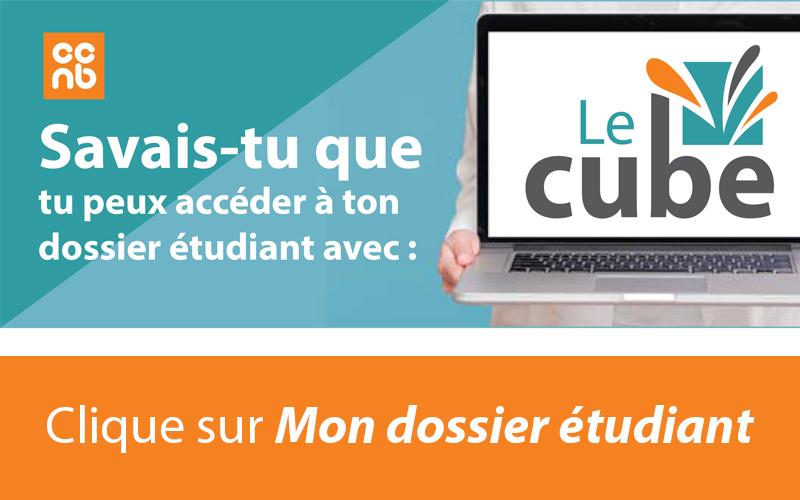 cc
nb
Savais-tu que
tu peux accéder à ton
dossier étudiant avec :
Le
cube
Clique sur Mon dossier étudiant